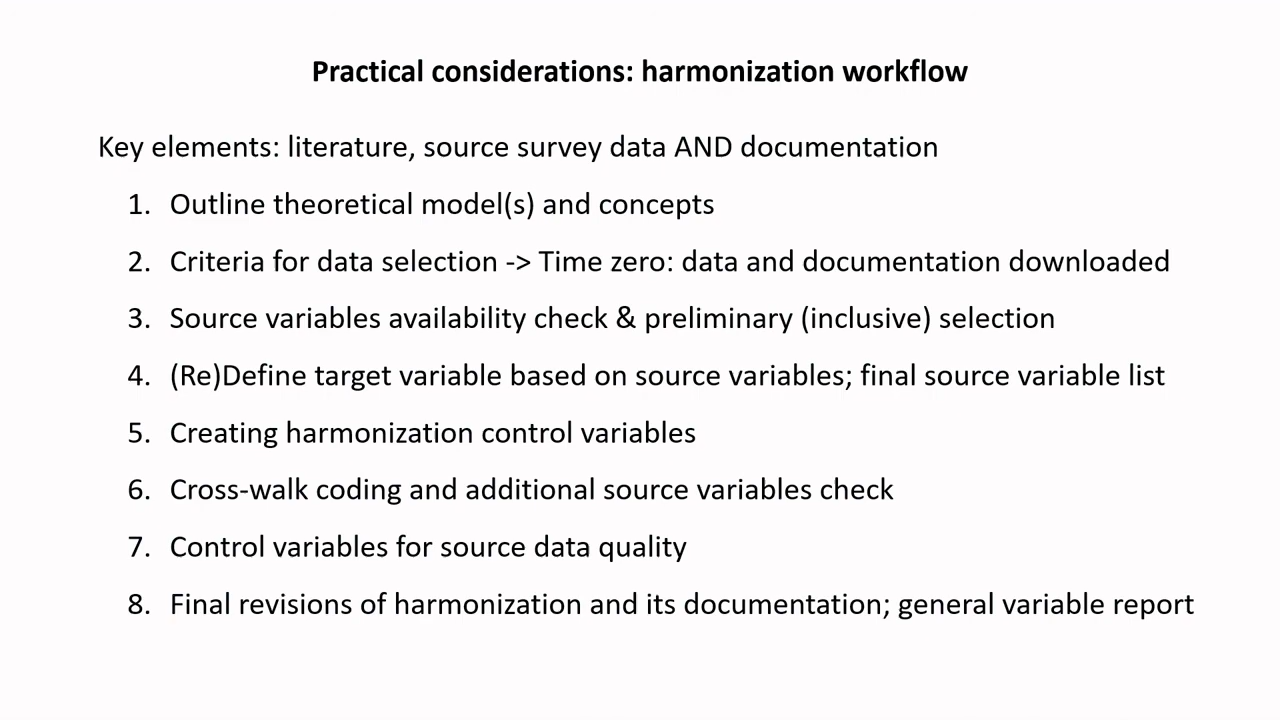 Practical considerations: harmonization workflow
Key elements: literature, source survey data AND documentation
1. Outline theoretical model(s) and concepts
2. Criteria for data selection -> Time zero: data and documentation downloaded
3. Source variables availability check & preliminary (inclusive) selection
4. (Re)Define target variable based on source variables; final source variable list
5. Creating harmonization control variables
6. Cross-walk coding and additional source variables check
7. Control variables for source data quality
8. Final revisions of harmonization and its documentation; general variable report